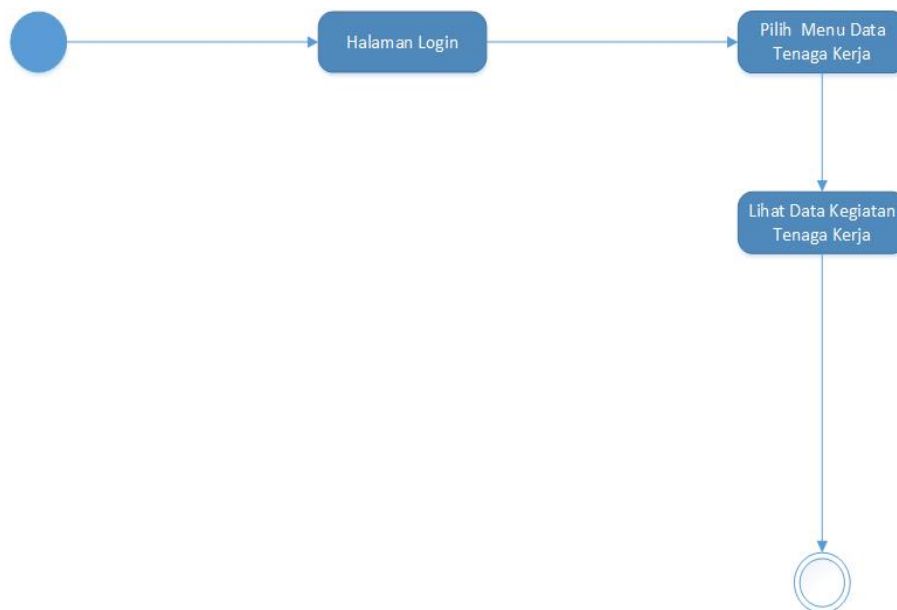 Halaman Login
Pilih Menu Data
Tenaga Kerja
Lihat Data Kegiatan
Tenaga Kerja